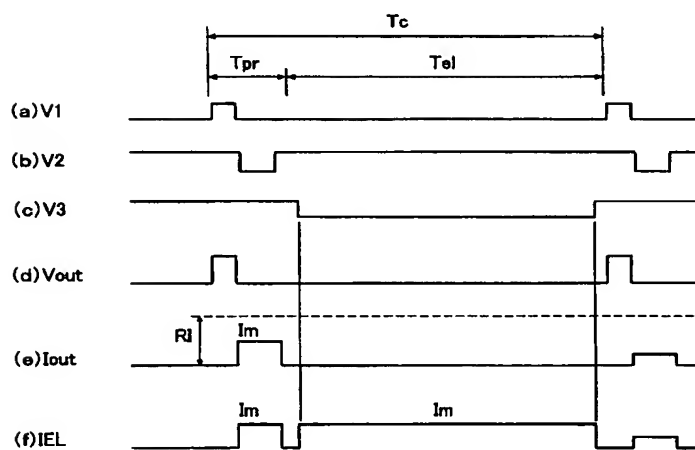 Tc
Tpr
Tel
(a)V1
(b)V2
(c)V3
(d)Vout
RI
Im
(e)Iout
Im
Im
(f)IEL